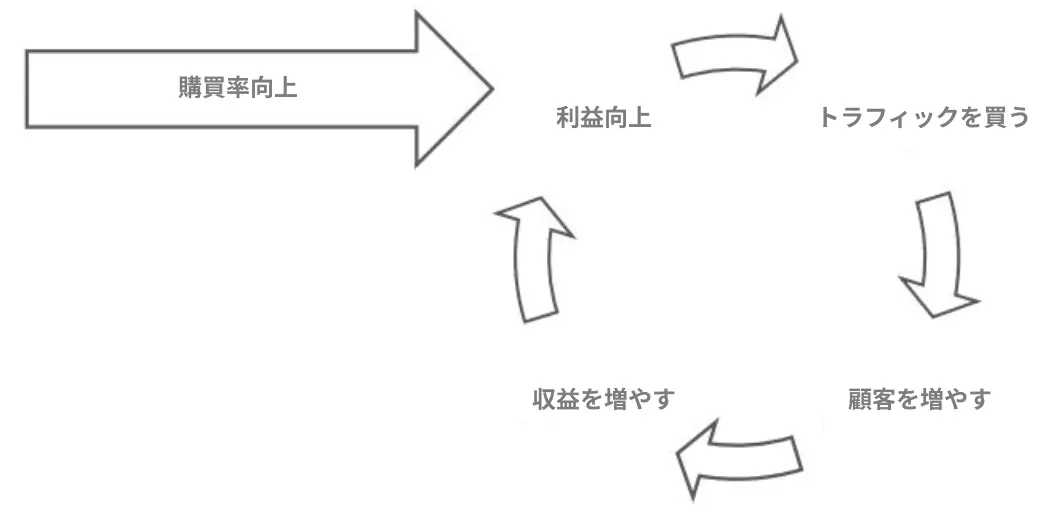 購買率向上
利益向上
トラフィックを買う
顧客を増やす
収益を増やす